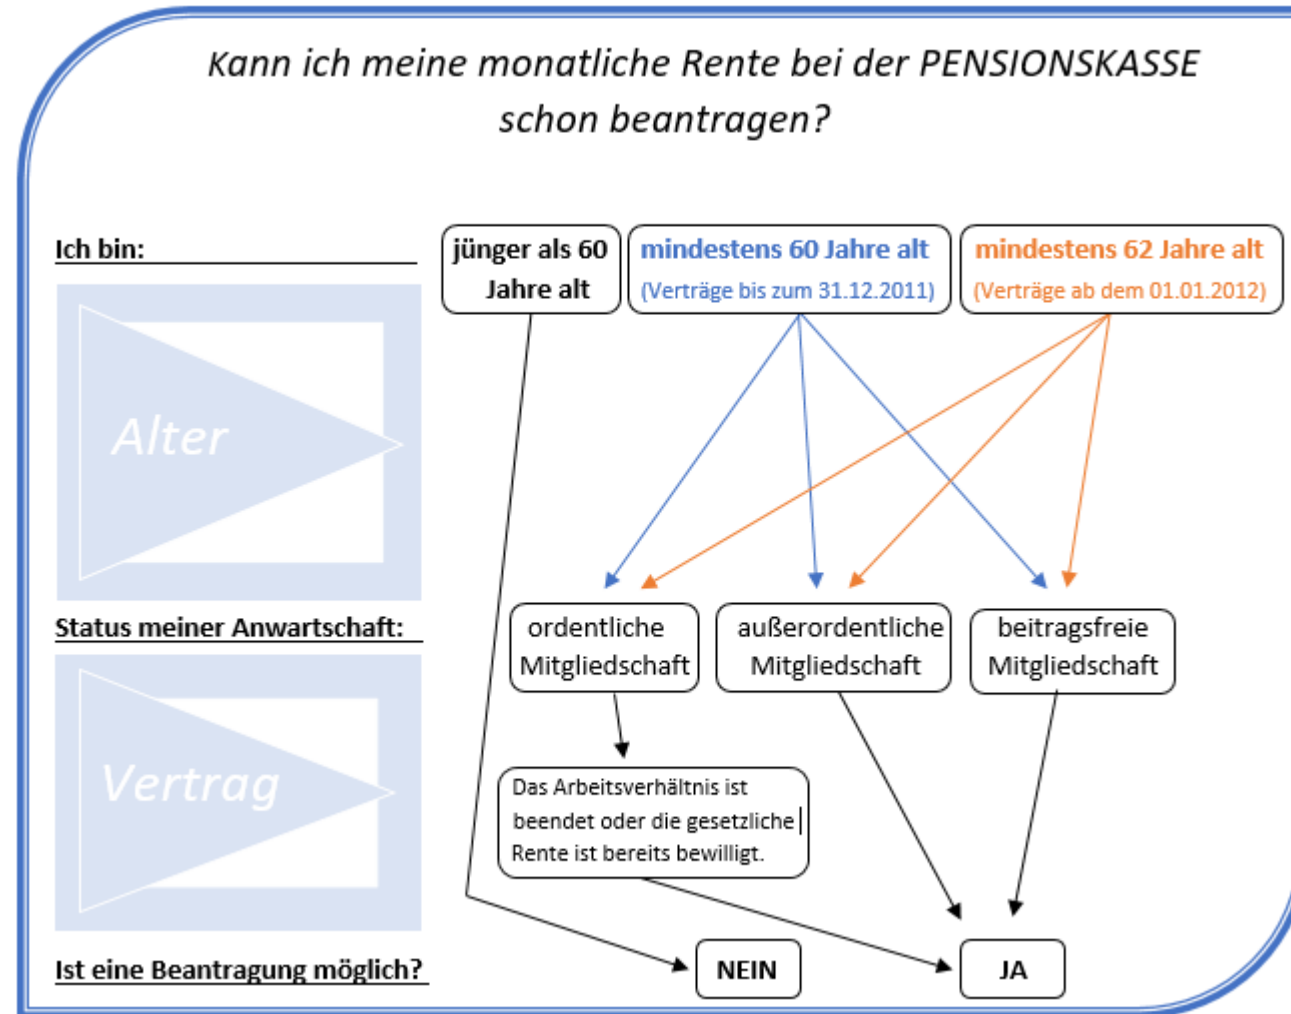 Kann ich meine monatliche Rente bei der PENSIONSKASSE
schon beantragen?
Ich bin:
jünger als 60
Jahre alt
mindestens 60 Jahre alt
(Verträge bis zum 31.12.2011)
mindestens 62 Jahre alt
(Verträge ab dem 01.01.2012)
Alter
Status meiner Anwartschaft:
ordentliche
Mitgliedschaft
außerordentliche
Mitgliedschaft
beitragsfreie
Mitgliedschaft
Vertrag
Das Arbeitsverhältnis ist
beendet oder die gesetzliche
Rente ist bereits bewilligt.
Ist eine Beantragung möglich?
NEIN
JA